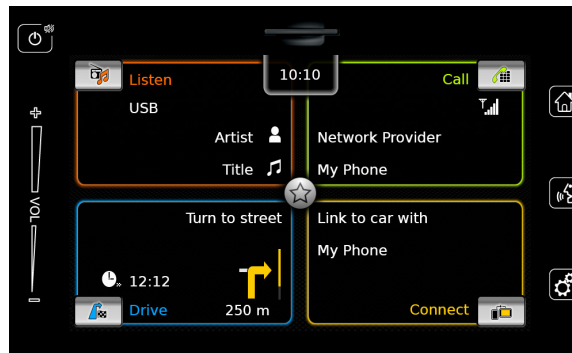 10:10
Listen
USB
Artist
Title
Call
Network Provider
My Phone
VOL
Turn to street
12:12
Drive
250 m
Link to car with
My Phone
Connect